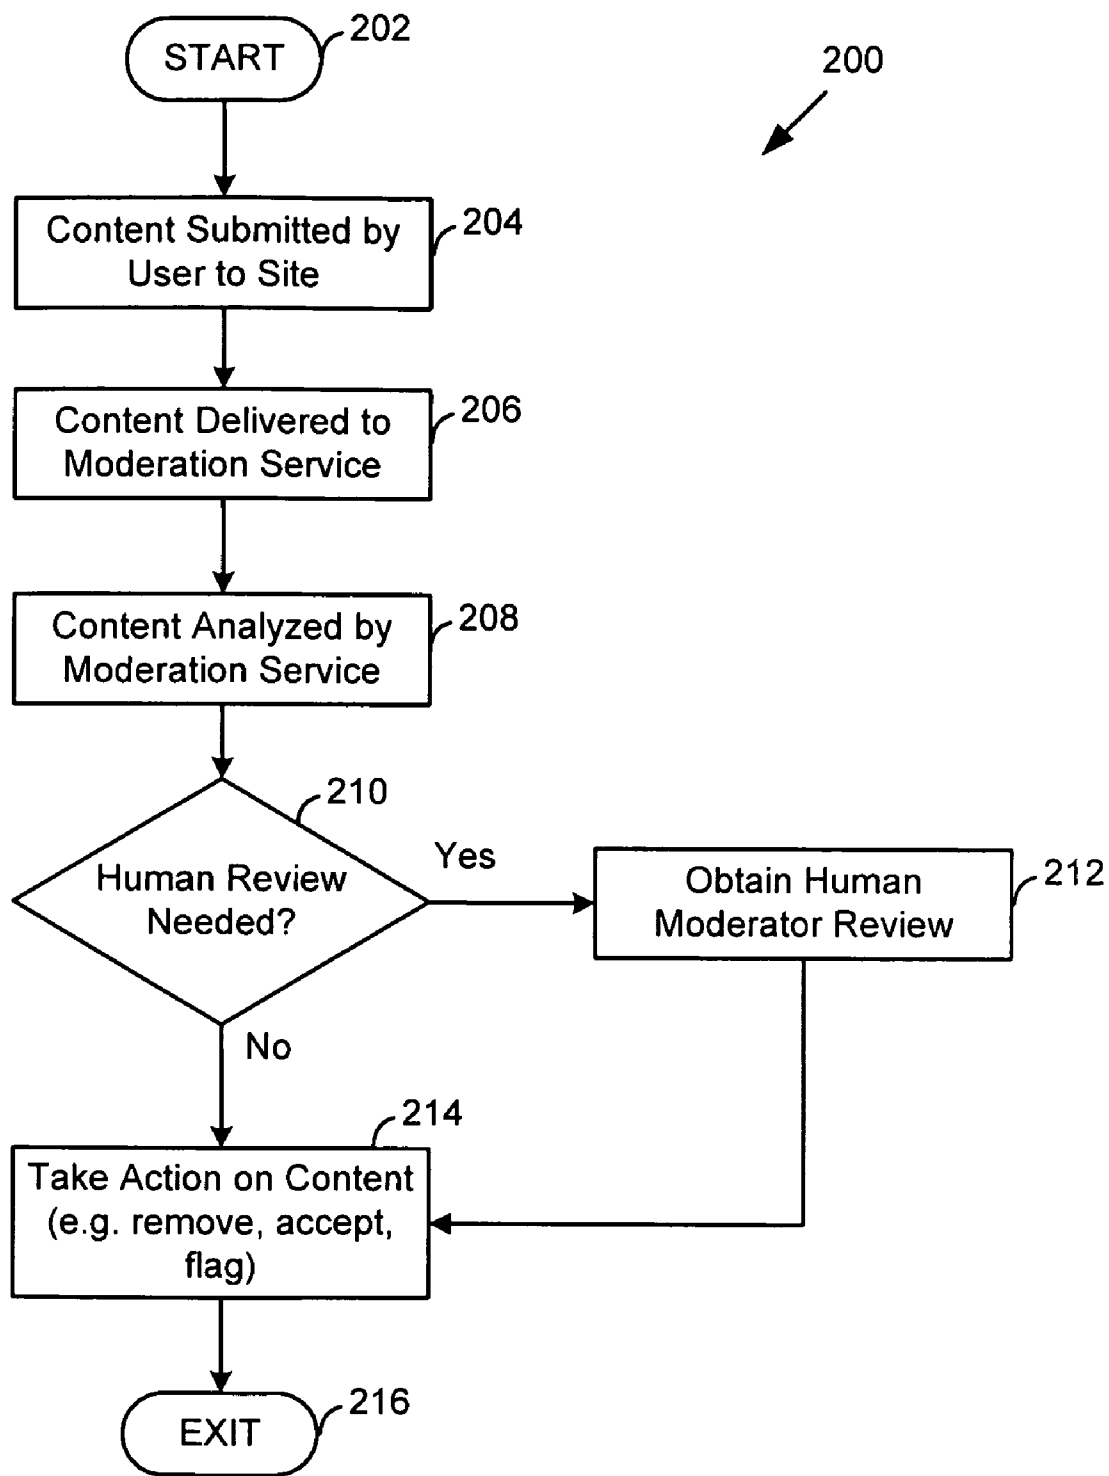 START
202
200
Content Submitted by
User to Site
204
Content Delivered to
Moderation Service
206
Content Analyzed by
Moderation Service
208
210
Human Review
Needed?
Yes
Obtain Human
Moderator Review
212
No
214
Take Action on Content
(e.g. remove, accept,
flag)
EXIT
216